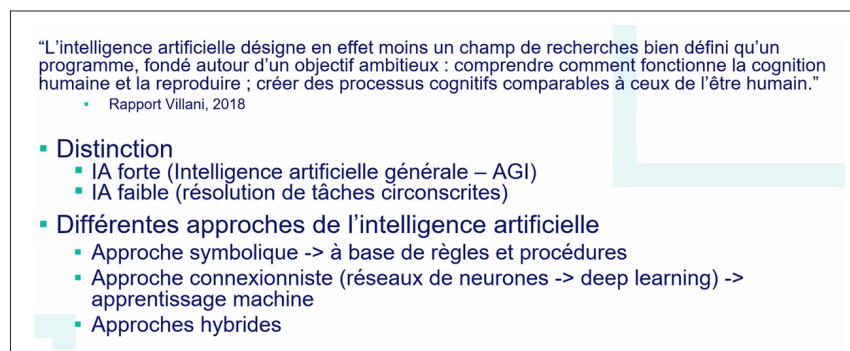 “L’intelligence artificielle désigne en effet moins un champ de recherches bien défini qu’un
programme, fondé autour d’un objectif ambitieux : comprendre comment fonctionne la cognition
humaine et la reproduire ; créer des processus cognitifs comparables à ceux de l’être humain.”
▪ Rapport Villani, 2018
▪ Distinction
▪ IA forte (Intelligence artificielle générale – AGI)
▪ IA faible (résolution de tâches circonscrites)
▪ Différentes approches de l’intelligence artificielle
▪ Approche symbolique -> à base de règles et procédures
▪ Approche connexionniste (réseaux de neurones -> deep learning) ->
apprentissage machine
▪ Approches hybrides